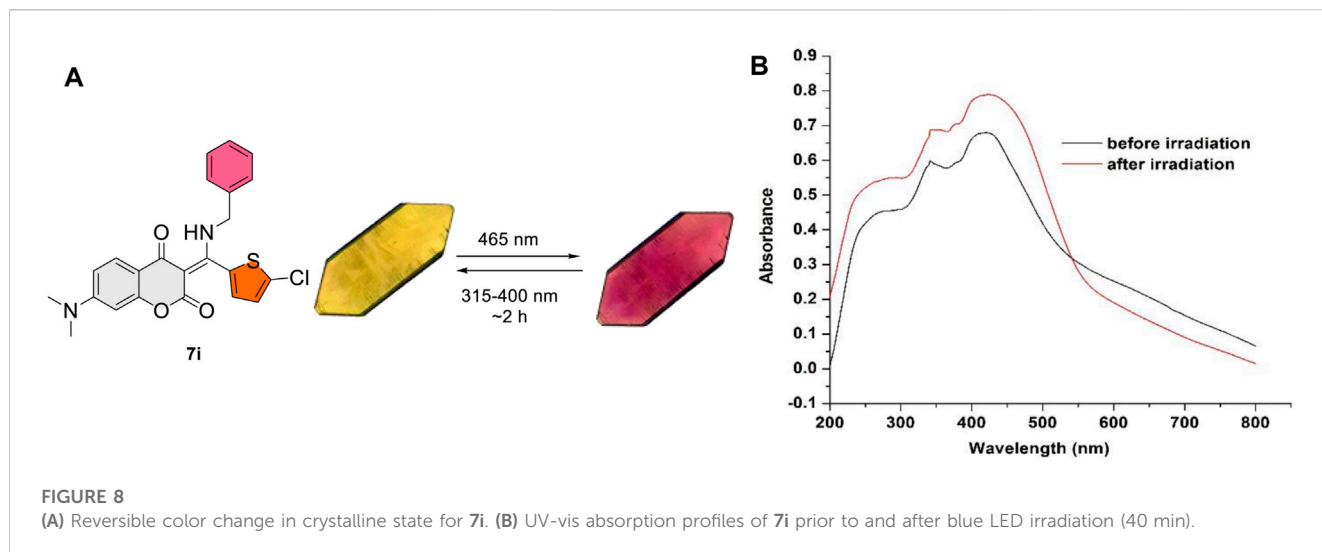 A
HN
O
S
Cl
N
O
O
7i
465 nm
315-400 nm
~2 h
B
0.9
0.8
0.7
0.6
0.5
0.4
0.3
0.2
0.1
0.0
-0.1
Absorbance
before irradiation
after irradiation
200 300 400 500 600 700 800
Wavelength (nm)
FIGURE 8
(A) Reversible color change in crystalline state for 7i. (B) UV-vis absorption profiles of 7i prior to and after blue LED irradiation (40 min).